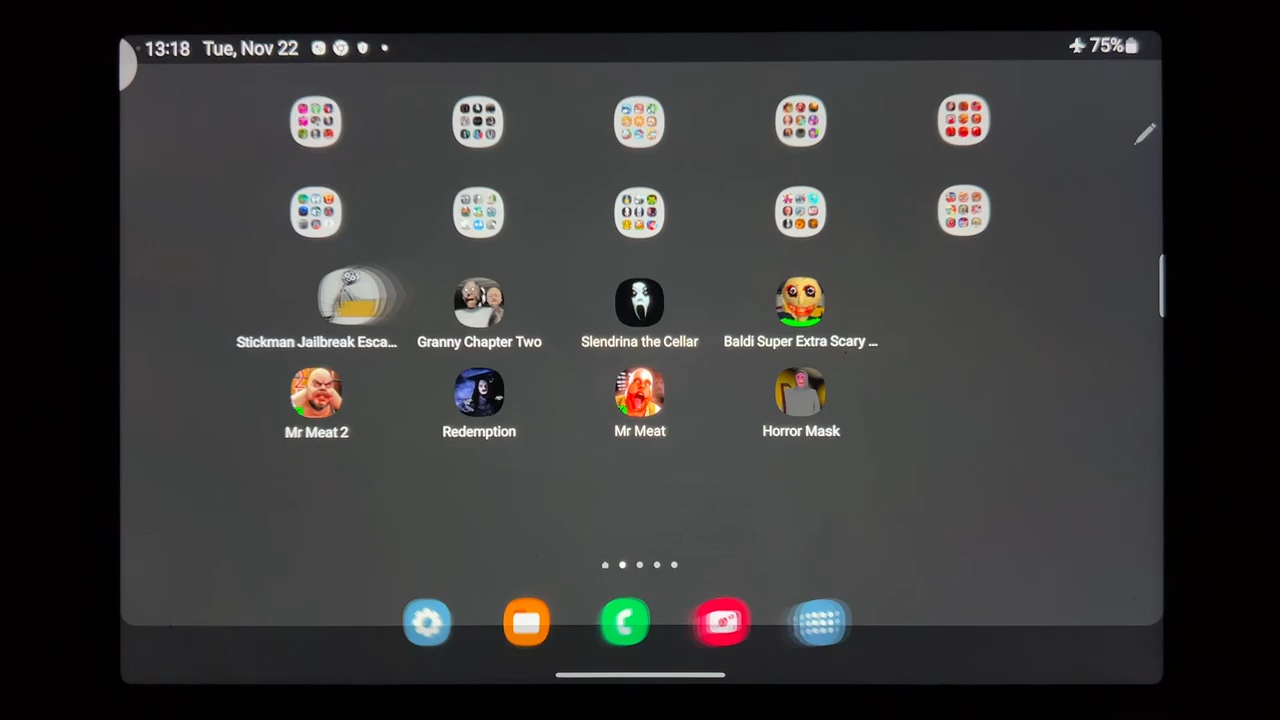 13:18 Tue, Nov 22
75%
Stickman Jailbreak Esca...
Granny Chapter Two
Slendrina the Cellar
Baldi Super Extra Scary ...
Mr Meat 2
Redemption
Mr Meat
Horror Mask